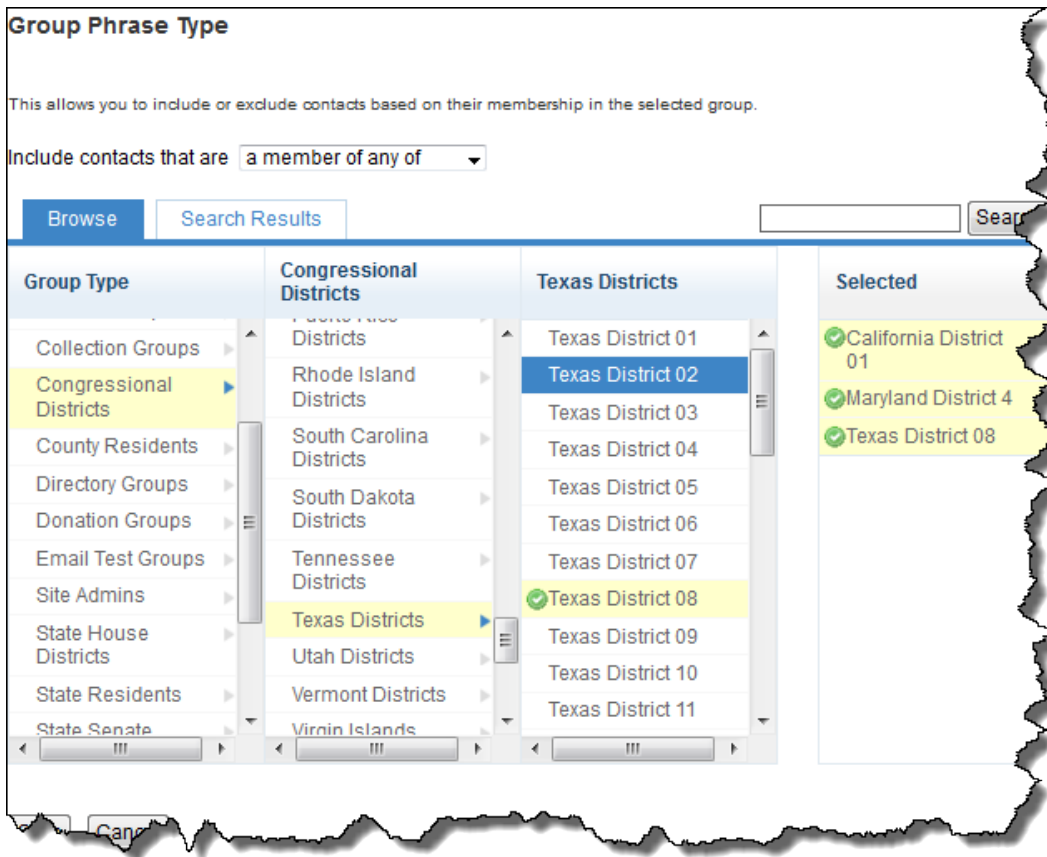 Group Phrase Type
This allows you to include or exclude contacts based on their membership in the selected group.
Include contacts that are a member of any of
Browse Search Results
Group Type
Collection Groups
Congressional
Districts
County Residents
Directory Groups
Donation Groups
Email Test Groups
Site Admins
State House
Districts
State Residents
State Senate
Congressional
Districts
Districts
Rhode Island
Districts
South Carolina
Districts
South Dakota
Districts
Tennessee
Districts
Texas Districts
Utah Districts
Vermont Districts
Virgin Islands
Texas Districts
Texas District 01
Texas District 02
Texas District 03
Texas District 04
Texas District 05
Texas District 06
Texas District 07
Texas District 08
Texas District 09
Texas District 10
Texas District 11
Selected
California District
01
Maryland District 4
Texas District 08